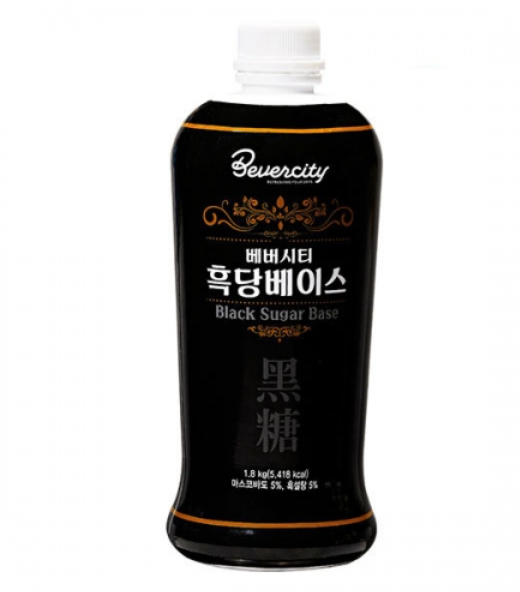 Bevercity
베버시티
흑당베이스
Black Sugar Base
黑
糖
1.8 kg(5,418 kcal)
마스코바도 5%, 흑설탕 5%